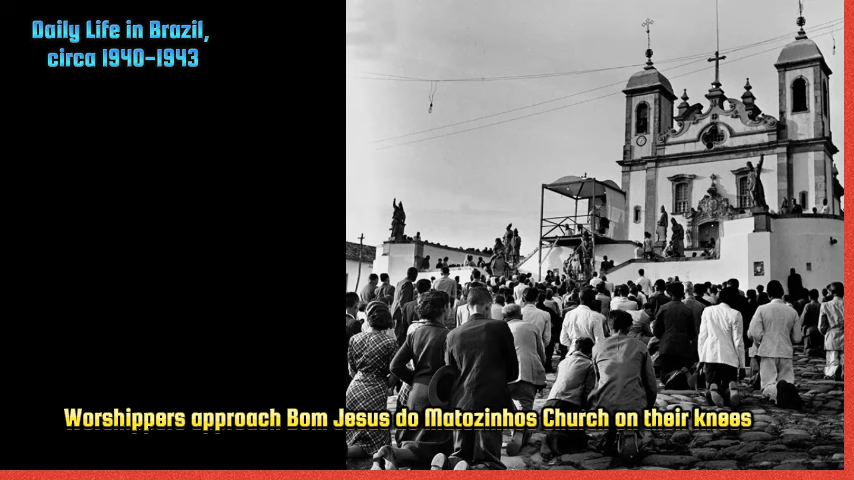 Daily Life in Brazil,
circa 1940-1943
Worshippers approach Bom Jesus do Matozinhos Church on their knees